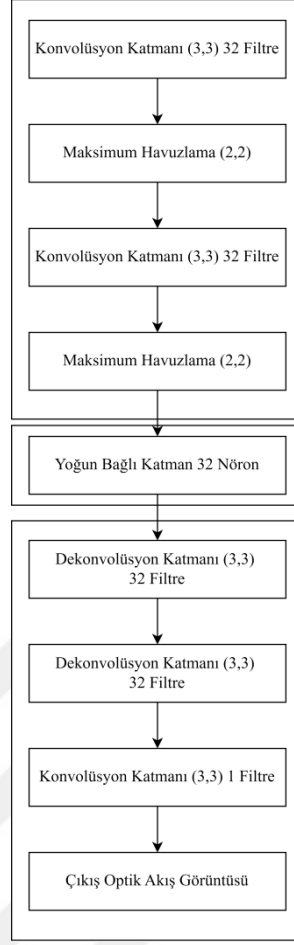 Konvolüsyon Katmanı (3,3) 32 Filtre
Maksimum Havuzlama (2,2)
Konvolüsyon Katmanı (3,3) 32 Filtre
Maksimum Havuzlama (2,2)
Yoğun Bağlı Katman 32 Nöron
Dekonvolüsyon Katmanı (3,3)
32 Filtre
Dekonvolüsyon Katmanı (3,3)
32 Filtre
Konvolüsyon Katmanı (3,3) 1 Filtre
Çıkış Optik Akış Görüntüsü